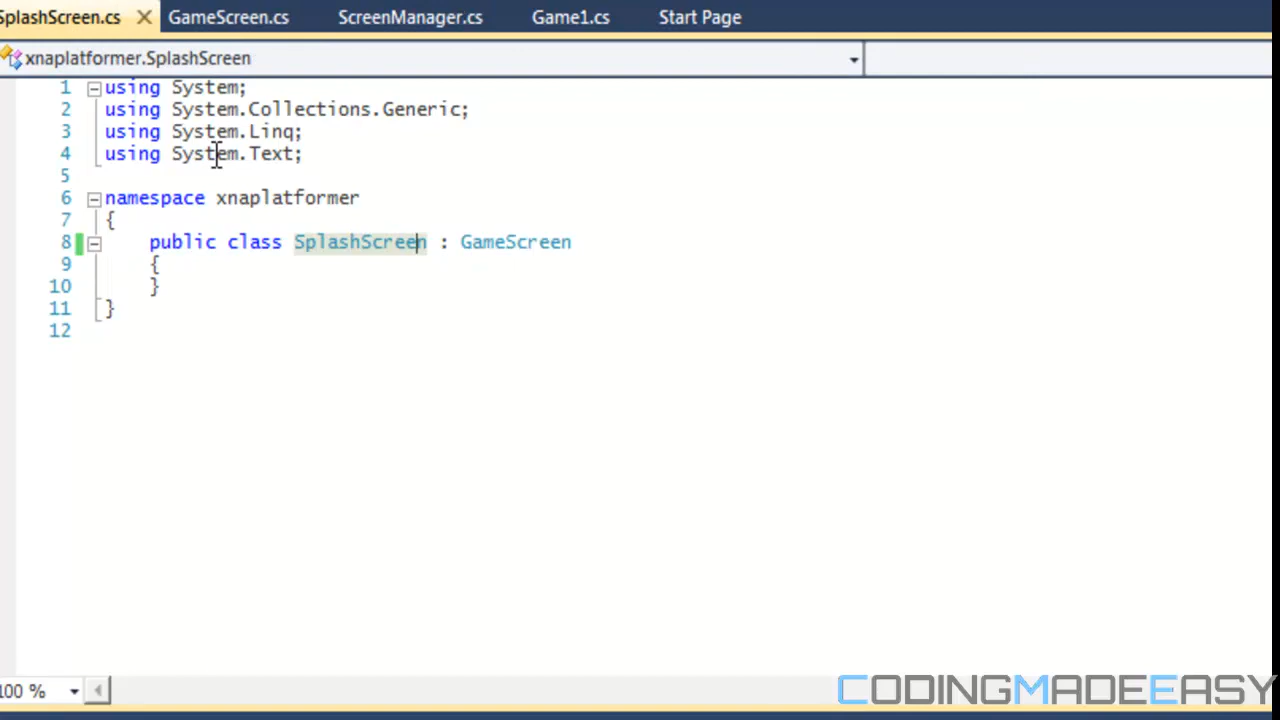 SplashScreen.cs GameScreen.cs ScreenManager.cs Game1.cs Start Page
xnaplatformer.SplashScreen
1 using System;
2 using System.Collections.Generic;
3 using System.Linq;
4 using System.Text;
5
6 namespace xnaplatformer
7 {
8 public class SplashScreen : GameScreen
9 {
10 }
11 }
12
100 %
CODINGMADEEASY